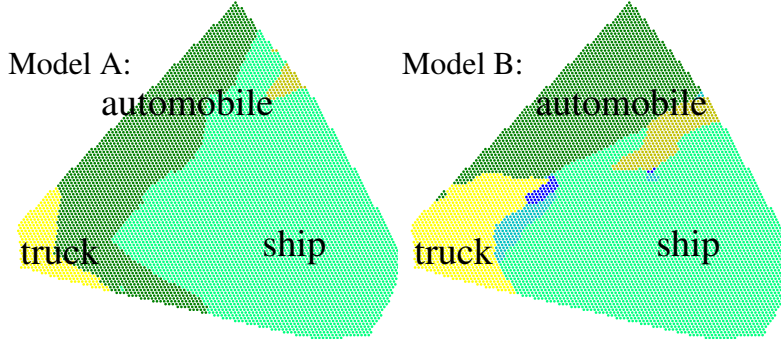 Model A:
automobile
truck
ship
Model B:
automobile
truck
ship